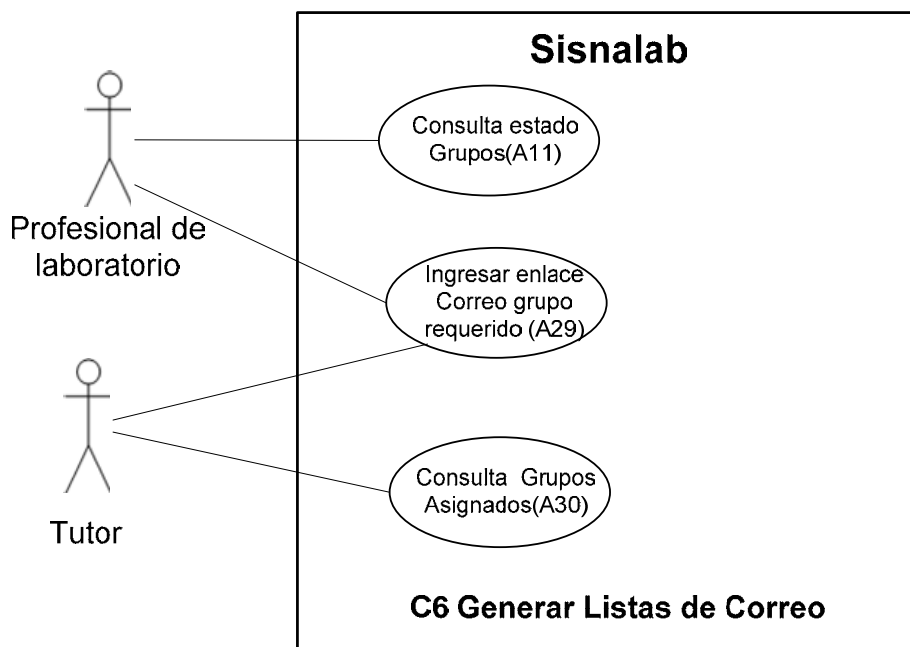 Sisnalab
Consulta estado
Grupos(A11)
Profesional de
laboratorio
Ingresar enlace
Correo grupo
requerido (A29)
Consulta Grupos
Asignados(A30)
Tutor
C6 Generar Listas de Correo